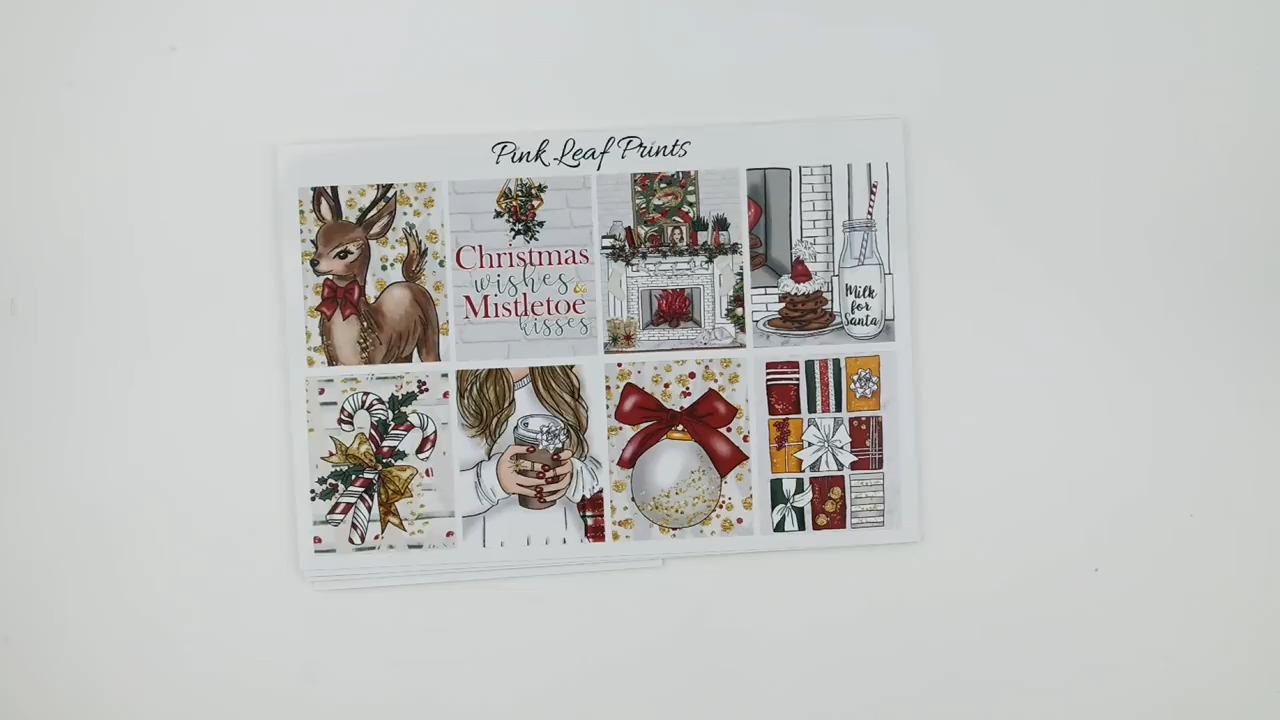 Pink Leaf Prints
Christmas
wishes &
Mistletoe
kisses
Milk
for
Santa